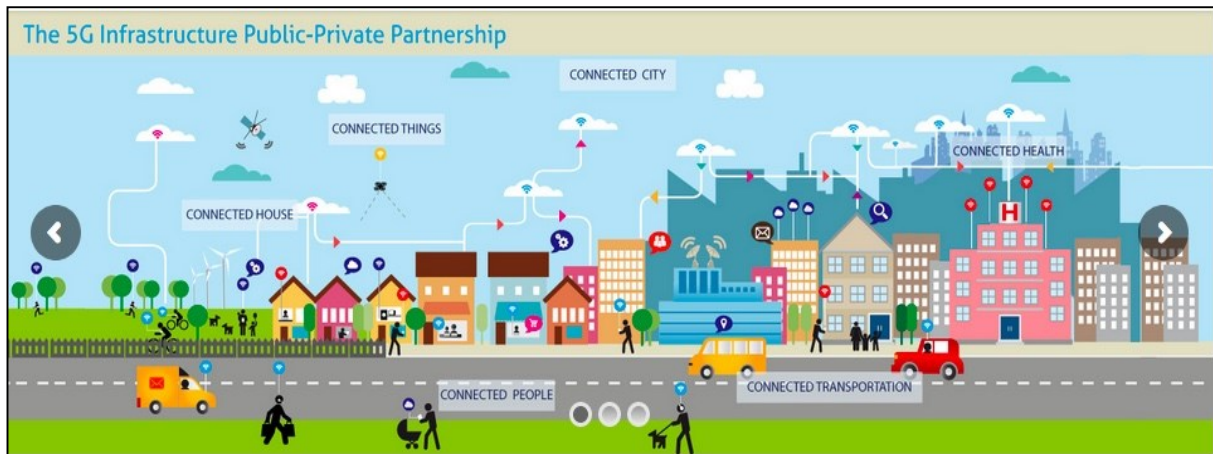 The 5G Infrastructure Public-Private Partnership
CONNECTED CITY
CONNECTED THINGS
CONNECTED HEALTH
CONNECTED HOUSE
H
CONNECTED TRANSPORTATION
CONNECTED PEOPLE